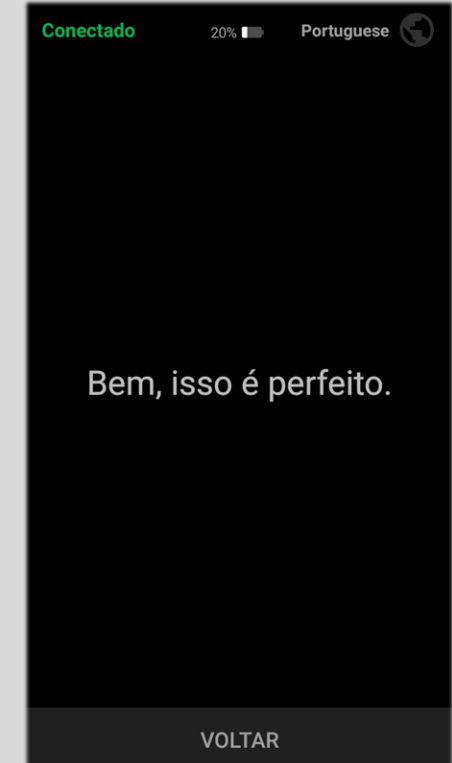 Conectado 20% Portuguese
Bem, isso é perfeito.
VOLTAR